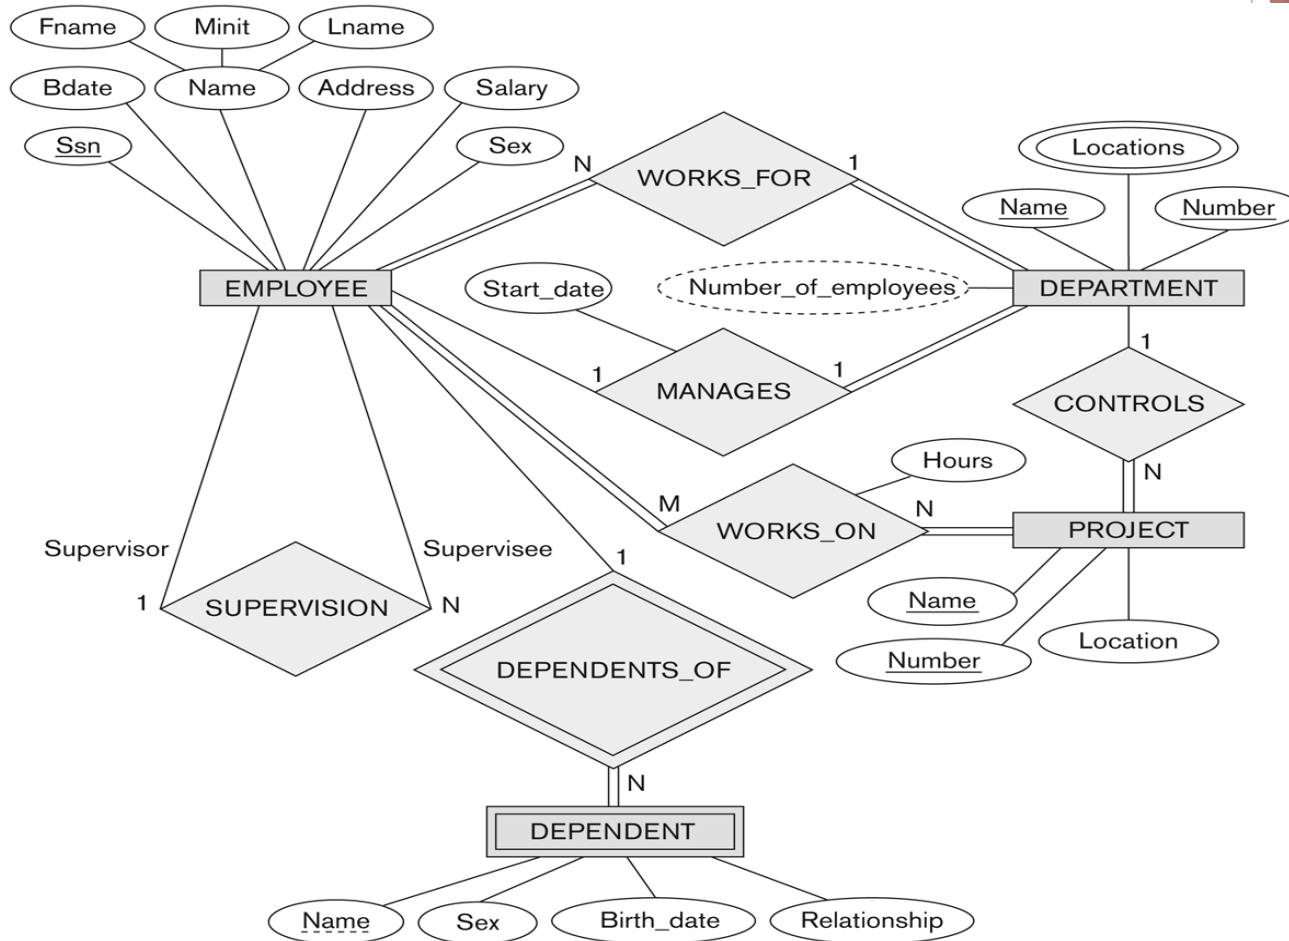 Fname
Minit
Lname
Bdate
Name
Address
Salary
Ssn
Sex
N
WORKS_FOR
1
Locations
Name
Number
EMPLOYEE
Start_date
Number_of_employees
DEPARTMENT
1
MANAGES
1
1
CONTROLS
N
Hours
M
WORKS_ON
N
PROJECT
Supervisor
Supervisee
1
SUPERVISION
N
1
Name
Number
Location
DEPENDENTS_OF
N
DEPENDENT
Name
Sex
Birth_date
Relationship